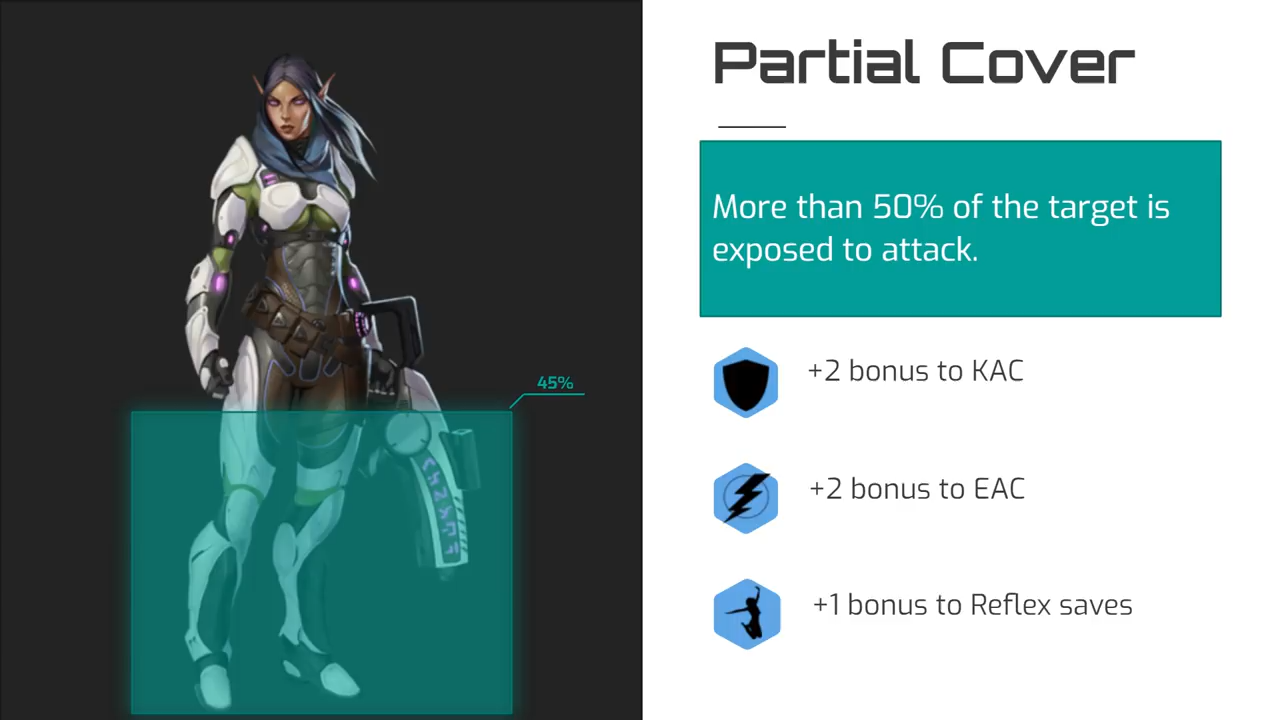 Partial Cover
More than 50% of the target is
exposed to attack.
45%
+2 bonus to KAC
+2 bonus to EAC
+1 bonus to Reflex saves